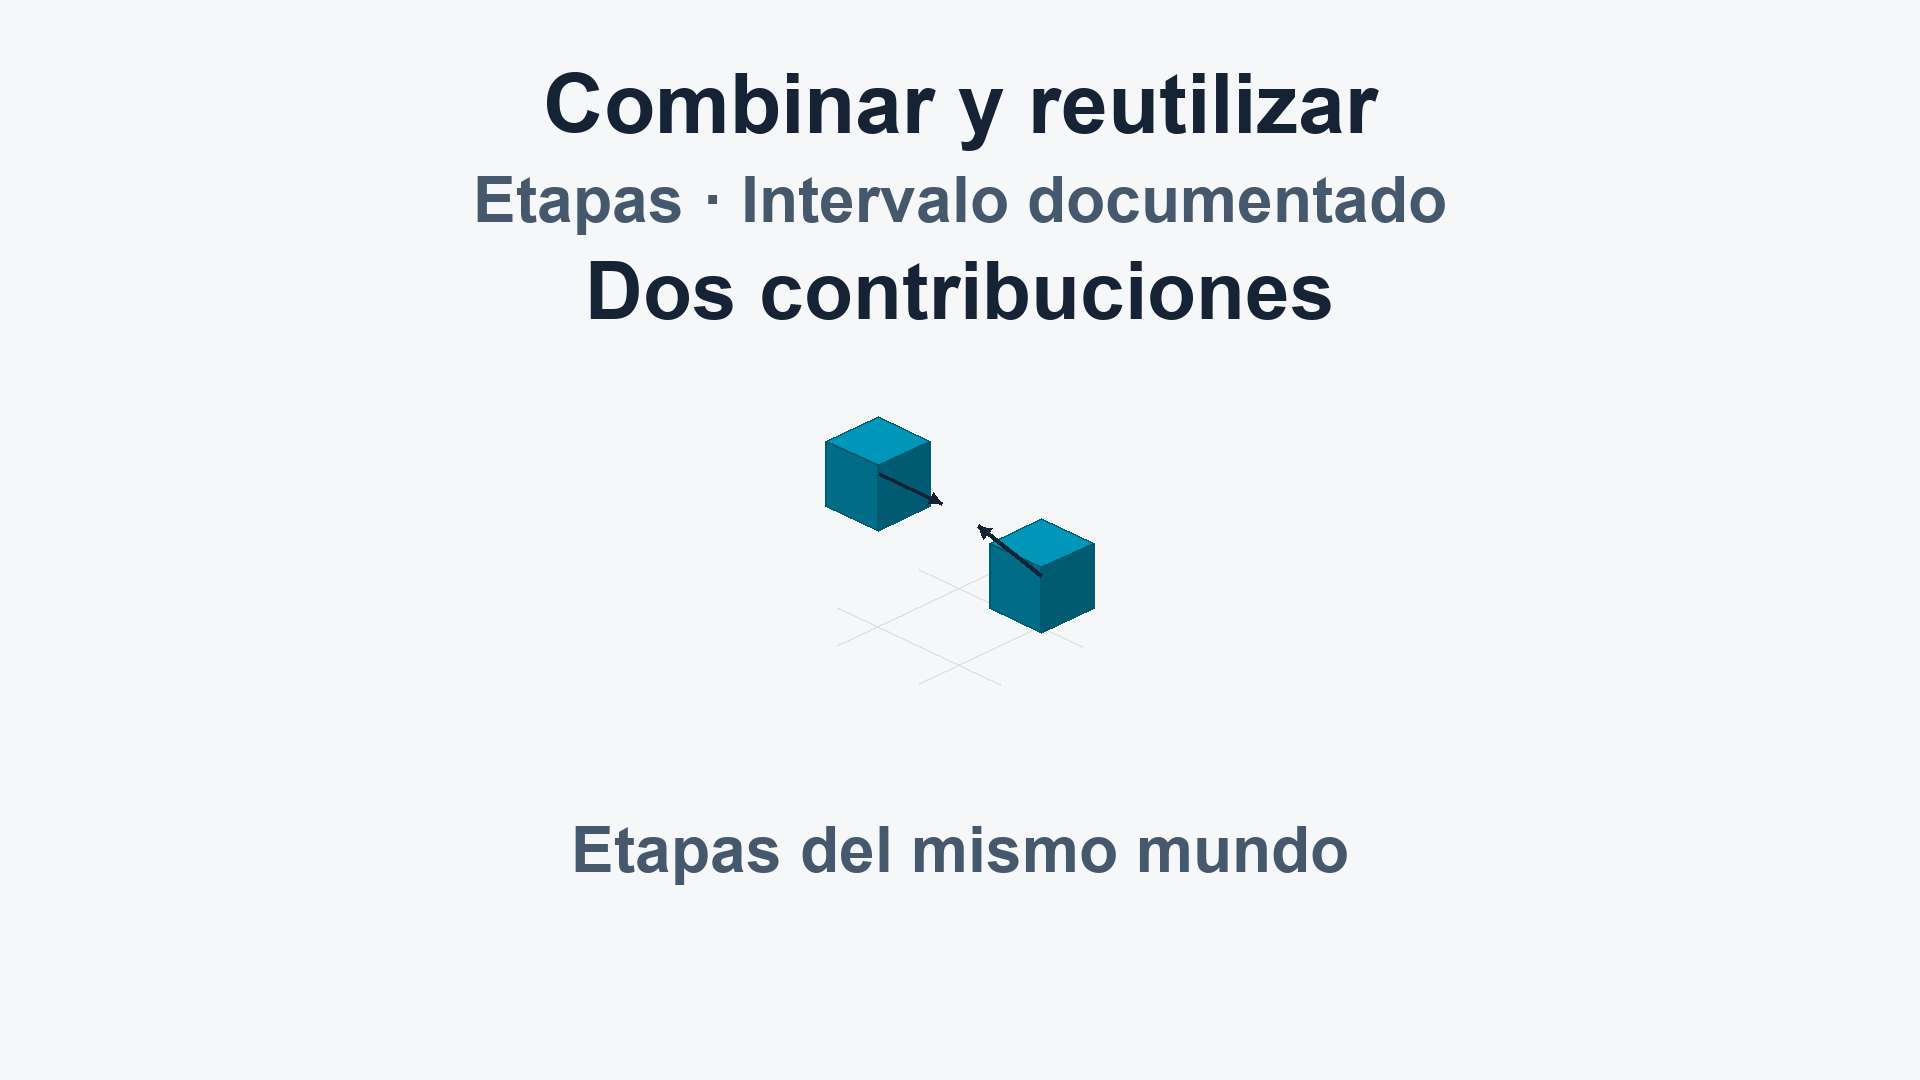 Combinar y reutilizar
Etapas · Intervalo documentado
Dos contribuciones
Etapas del mismo mundo